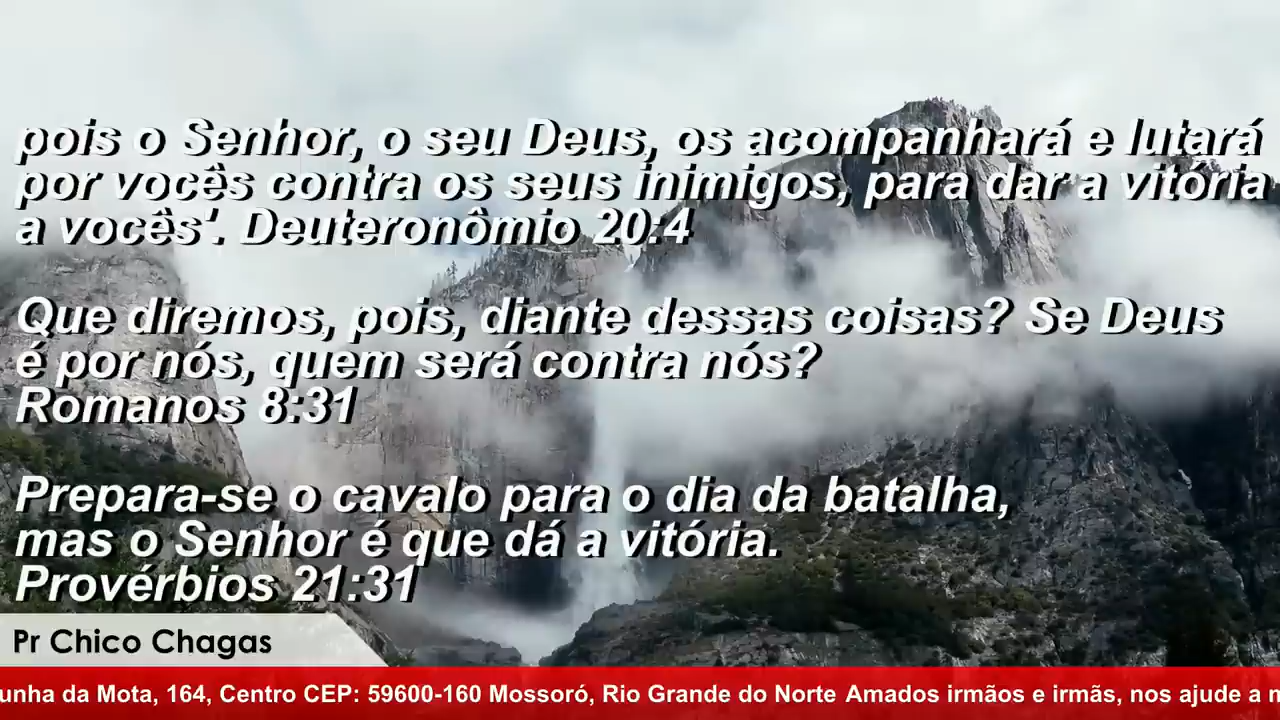 pois o Senhor, o seu Deus, os acompanhará e lutará
por vocês contra os seus inimigos, para dar a vitória
a vocês'. Deuteronômio 20:4
Que diremos, pois, diante dessas coisas? Se Deus
é por nós, quem será contra nós?
Romanos 8:31
Prepara-se o cavalo para o dia da batalha,
mas o Senhor é que dá a vitória.
Provérbios 21:31
Pr Chico Chagas
unha da Mota, 164, Centro CEP: 59600-160 Mossoró, Rio Grande do Norte Amados irmãos e irmãs, nos ajude a